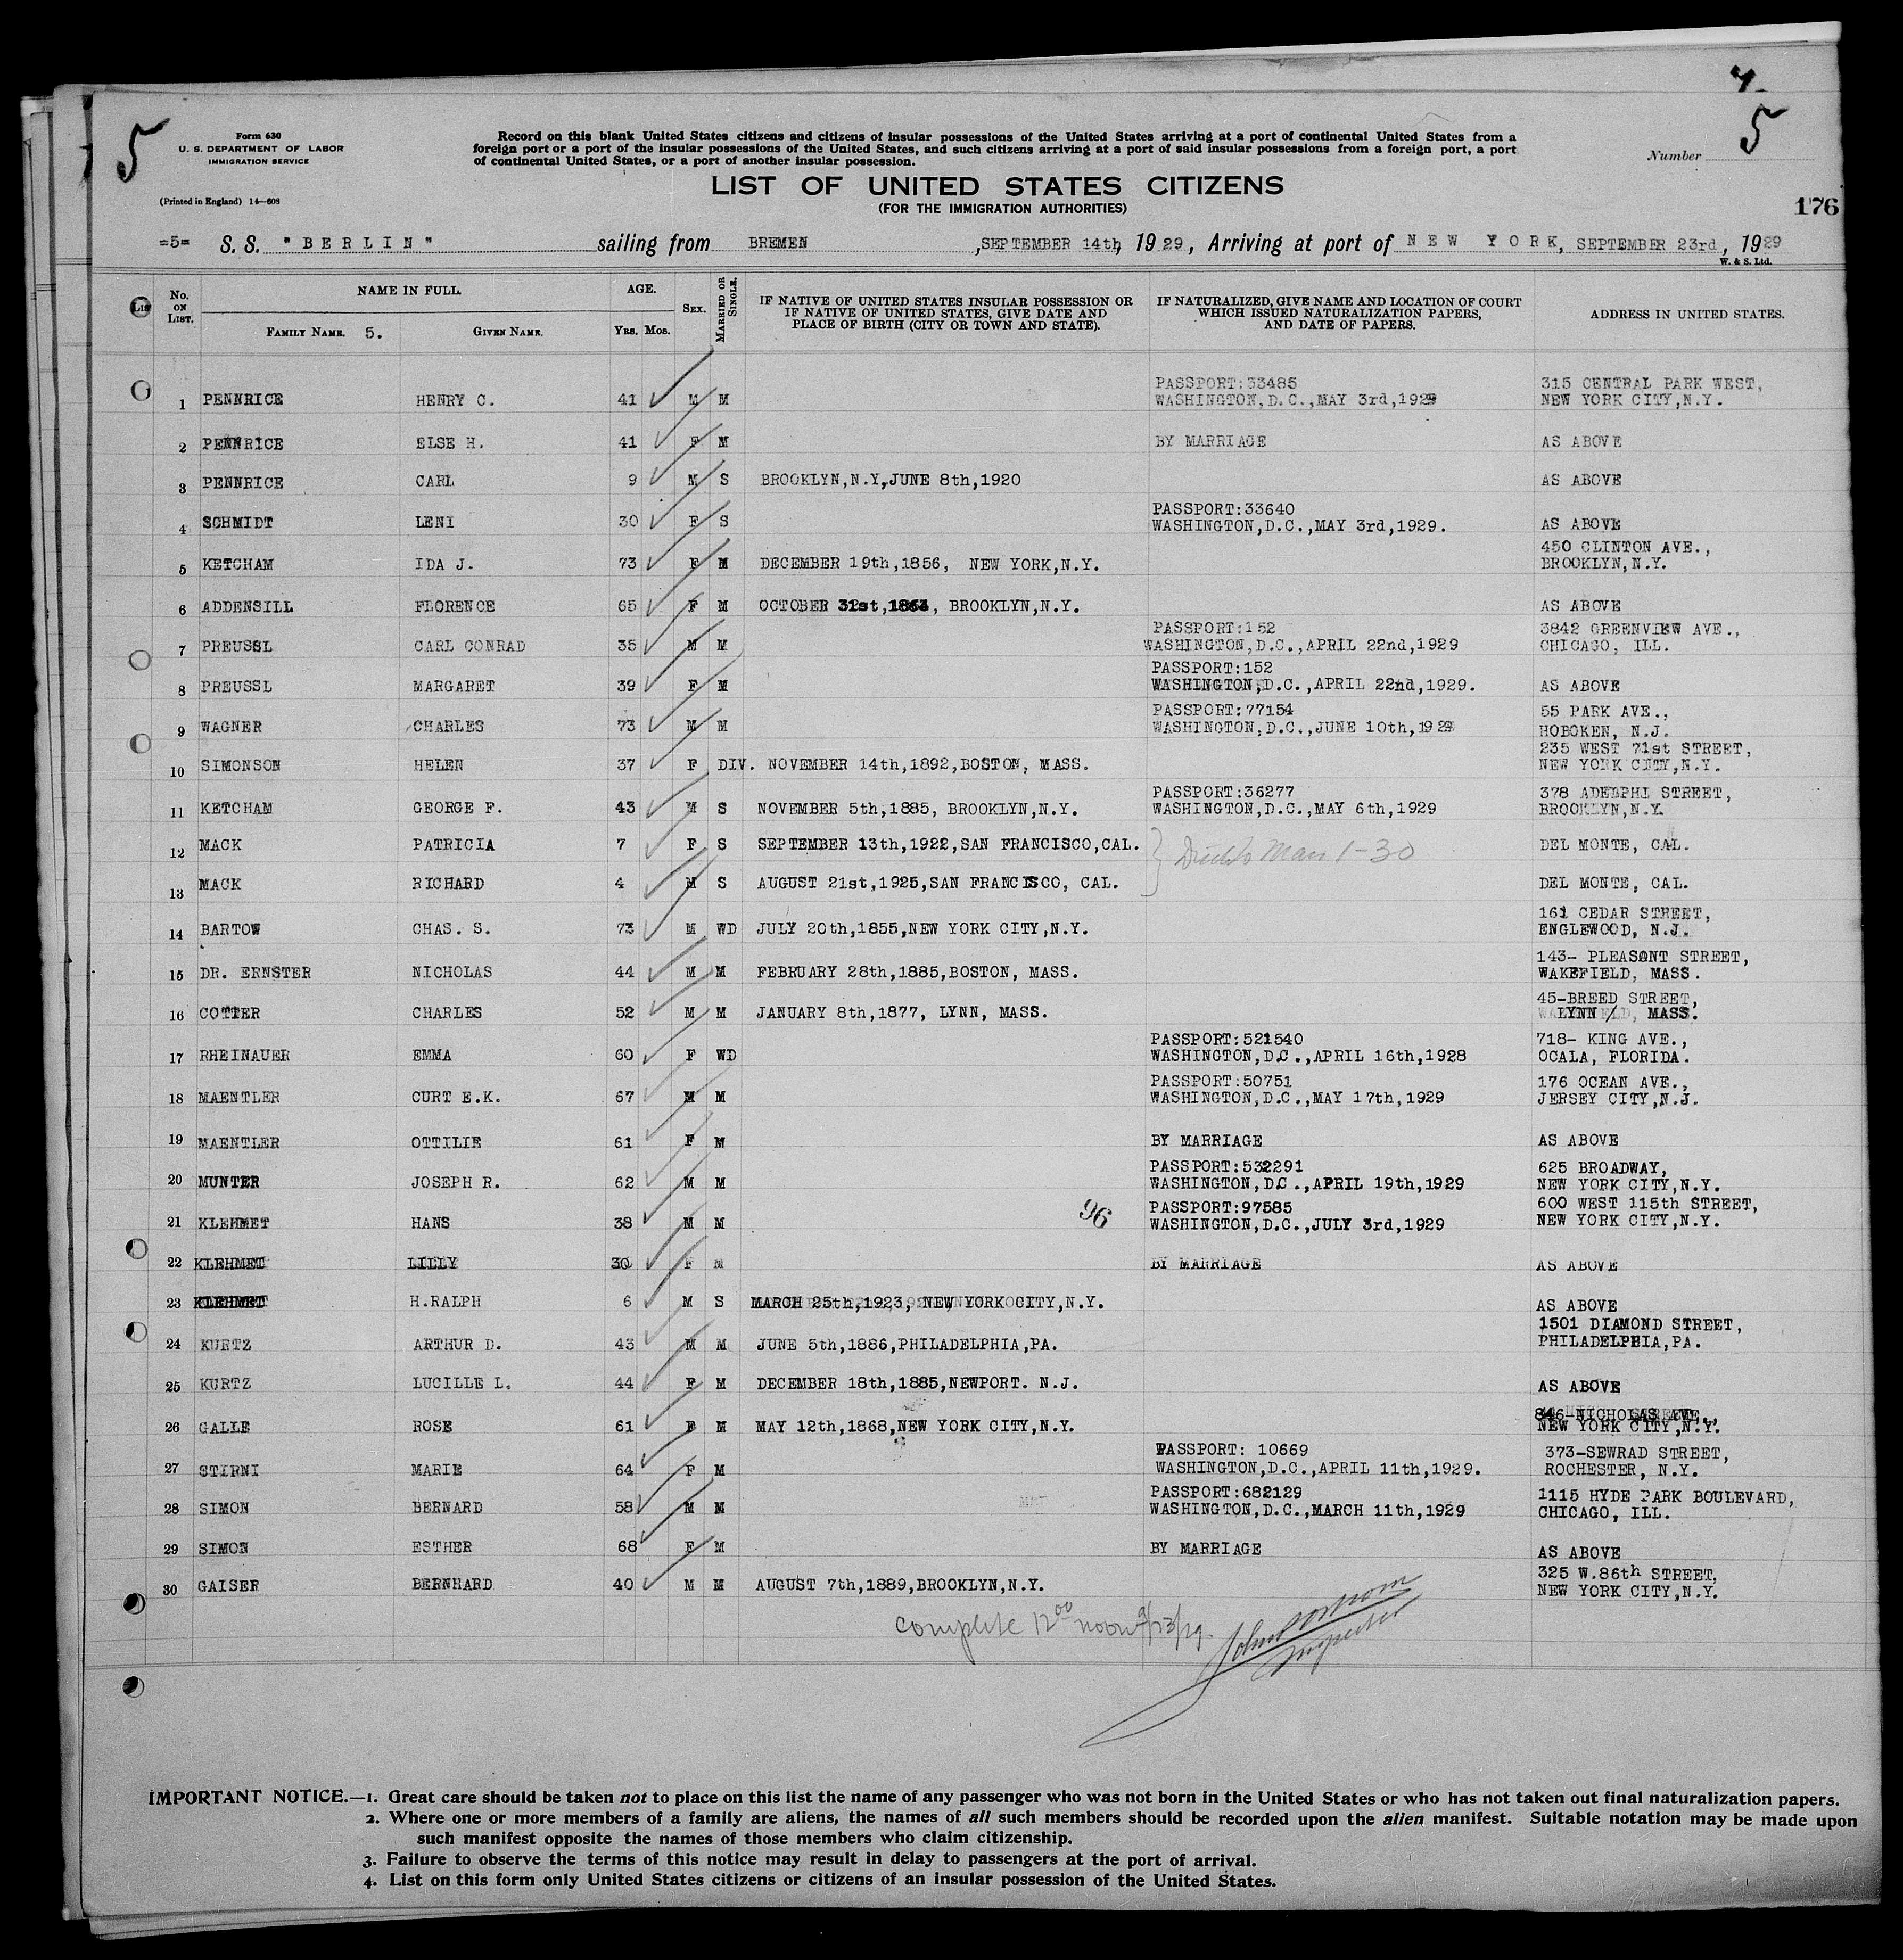 5
Form 630
U. S. DEPARTMENT OF LABOR
IMMIGRATION SERVICE
(Printed in England) 14—608
Record on this blank United States citizens and citizens of insular possessions of the United States arriving at a port of continental United States from a
foreign port or a port of the insular possessions of the United States, and such citizens arriving at a port of said insular possessions from a foreign port, a port
of continental United States, or a port of another insular possession.
Number 5
LIST OF UNITED STATES CITIZENS
(FOR THE IMMIGRATION AUTHORITIES)
176
=5= S. S. "BERLIN" sailing from BREMEN, SEPTEMBER 14th, 1929, Arriving at port of NEW YORK, SEPTEMBER 23rd, 1929
W. & S. Ltd.
No. ON LIST. NAME IN FULL. AGE. SEX. MARRIED OR SINGLE. IF NATIVE OF UNITED STATES INSULAR POSSESSION OR IF NATIVE OF UNITED STATES, GIVE DATE AND PLACE OF BIRTH (CITY OR TOWN AND STATE). IF NATURALIZED, GIVE NAME AND LOCATION OF COURT WHICH ISSUED NATURALIZATION PAPERS, AND DATE OF PAPERS. ADDRESS IN UNITED STATES.
FAMILY NAME. 5. GIVEN NAME. YRS. MOS.
PASSPORT:33485 315 CENTRAL PARK WEST,
1 PENNRICE HENRY C. 41 M M WASHINGTON,D.C.,MAY 3rd,1929 NEW YORK CITY,N.Y.
2 PENNRICE ELSE H. 41 F M BY MARRIAGE AS ABOVE
3 PENNRICE CARL 9 M S BROOKLYN,N.Y,JUNE 8th,1920 AS ABOVE
PASSPORT:33640
4 SCHMIDT LENI 30 F S WASHINGTON,D.C.,MAY 3rd,1929. AS ABOVE
450 CLINTON AVE.,
5 KETCHAM IDA J. 73 F M DECEMBER 19th,1856, NEW YORK,N.Y. BROOKLYN,N.Y.
6 ADDENSILL FLORENCE 65 F M OCTOBER 31st, BROOKLYN,N.Y. AS ABOVE
PASSPORT:152 3842 GREENVIEW AVE.,
7 PREUSSL CARL CONRAD 35 M M WASHINGTON,D.C.,APRIL 22nd,1929 CHICAGO, ILL.
PASSPORT:152
8 PREUSSL MARGARET 39 F M WASHINGTON,D.C.,APRIL 22nd,1929. AS ABOVE
PASSPORT:77154 55 PARK AVE.,
9 WAGNER CHARLES 73 M M WASHINGTON,D.C.,JUNE 10th,1929 HOBOKEN, N.J.
235 WEST 71st STREET,
10 SIMONSON HELEN 37 F DIV. NOVEMBER 14th,1892,BOSTON, MASS. NEW YORK CITY,N.Y.
PASSPORT:36277 378 ADELPHI STREET,
11 KETCHAM GEORGE F. 43 M S NOVEMBER 5th,1885, BROOKLYN,N.Y. WASHINGTON,D.C.,MAY 6th,1929 BROOKLYN,N.Y.
12 MACK PATRICIA 7 F S SEPTEMBER 13th,1922,SAN FRANCISCO,CAL. DEL MONTE, CAL.
Man 1-30
13 MACK RICHARD 4 M S AUGUST 21st,1925,SAN FRANCISCO, CAL. DEL MONTE, CAL.
161 CEDAR STREET,
14 BARTOW CHAS. S. 73 M WD JULY 20th,1855,NEW YORK CITY,N.Y. ENGLEWOOD, N.J.
143- PLEASANT STREET,
15 DR. ERNSTER NICHOLAS 44 M M FEBRUARY 28th,1885,BOSTON, MASS. WAKEFIELD, MASS.
45-BREED STREET,
16 COTTER CHARLES 52 M M JANUARY 8th,1877, LYNN, MASS. LYNN, MASS.
PASSPORT:521540 718- KING AVE.,
17 RHEINAUER EMMA 60 F WD WASHINGTON,D.C.,APRIL 16th,1928 OCALA, FLORIDA.
PASSPORT:50751 176 OCEAN AVE.,
18 MAENTLER CURT E.K. 67 M M WASHINGTON,D.C.,MAY 17th,1929 JERSEY CITY,N.J.
19 MAENTLER OTTILIE 61 F M BY MARRIAGE AS ABOVE
PASSPORT:532291 625 BROADWAY,
20 MUNTER JOSEPH R. 62 M M WASHINGTON,D.C.,APRIL 19th,1929 NEW YORK CITY,N.Y.
96 PASSPORT:97585 600 WEST 115th STREET,
21 KLEHMET HANS 38 M M WASHINGTON,D.C.,JULY 3rd,1929 NEW YORK CITY,N.Y.
22 KLEHMET LILLY 30 F M BY MARRIAGE AS ABOVE
23 KLEHMET H.RALPH 6 M S MARCH 25th,1923, NEW YORK CITY,N.Y. AS ABOVE
1501 DIAMOND STREET,
24 KURTZ ARTHUR D. 43 M M JUNE 5th,1886,PHILADELPHIA,PA. PHILADELPHIA,PA.
25 KURTZ LUCILLE L. 44 F M DECEMBER 18th,1885,NEWPORT. N.J. AS ABOVE
846-NICHOLAS AVE.,
26 GALLE ROSE 61 F M MAY 12th,1868,NEW YORK CITY,N.Y. NEW YORK CITY,N.Y.
PASSPORT: 10669 373-SEWRAD STREET,
27 STIFNI MARIE 64 F M WASHINGTON,D.C.,APRIL 11th,1929. ROCHESTER, N.Y.
PASSPORT:682129 1115 HYDE PARK BOULEVARD,
28 SIMON BERNARD 58 M M WASHINGTON,D.C.,MARCH 11th,1929 CHICAGO, ILL.
29 SIMON ESTHER 68 F M BY MARRIAGE AS ABOVE
325 W.86th STREET,
30 GAISER BERNHARD 40 M M AUGUST 7th,1889,BROOKLYN,N.Y. NEW YORK CITY,N.Y.
Complete 12 00 noon 9/23/29.
Inspector
IMPORTANT NOTICE.—1. Great care should be taken not to place on this list the name of any passenger who was not born in the United States or who has not taken out final naturalization papers.
2. Where one or more members of a family are aliens, the names of all such members should be recorded upon the alien manifest. Suitable notation may be made upon
such manifest opposite the names of those members who claim citizenship.
3. Failure to observe the terms of this notice may result in delay to passengers at the port of arrival.
4. List on this form only United States citizens or citizens of an insular possession of the United States.